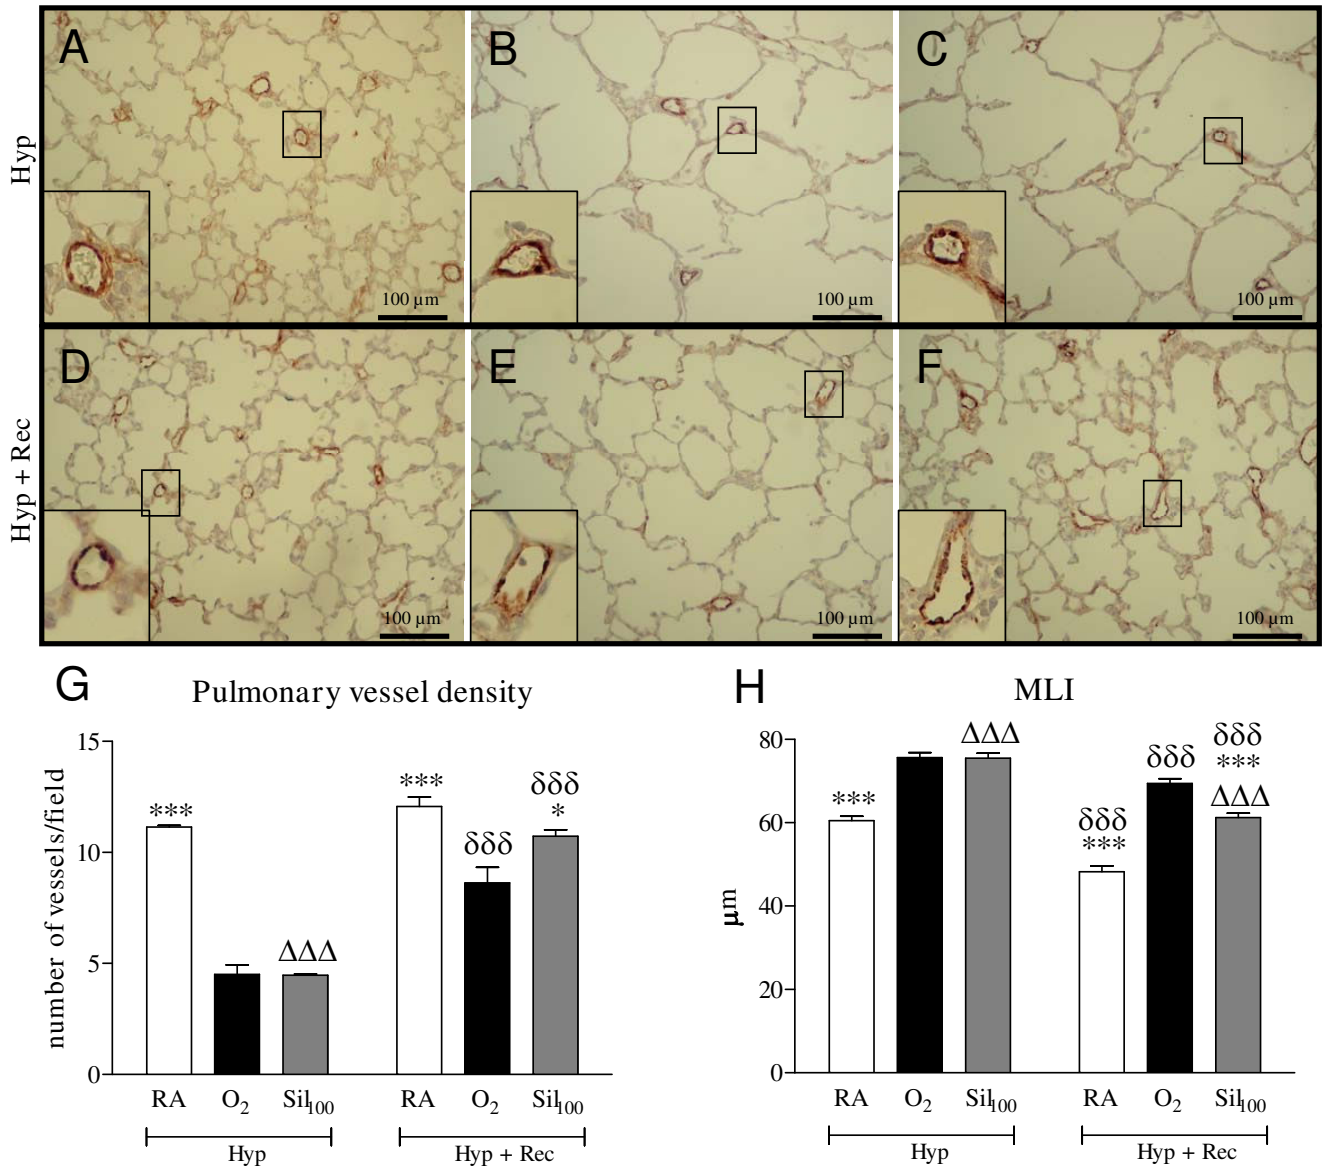 A
B
C
Hyp
100 µm
100 µm
100 µm
D
E
F
Hyp + Rec
100 µm
100 µm
100 µm
G
Pulmonary vessel density
number of vessels/field
15
10
5
0
***
ΔΔΔ
***
δδδ
δδδ
*
RA
O2
Sil100
RA
O2
Sil100
Hyp
Hyp + Rec
H
MLI
µm
80
60
40
20
0
***
ΔΔΔ
δδδ
***
δδδ
δδδ
***
ΔΔΔ
RA
O2
Sil100
RA
O2
Sil100
Hyp
Hyp + Rec